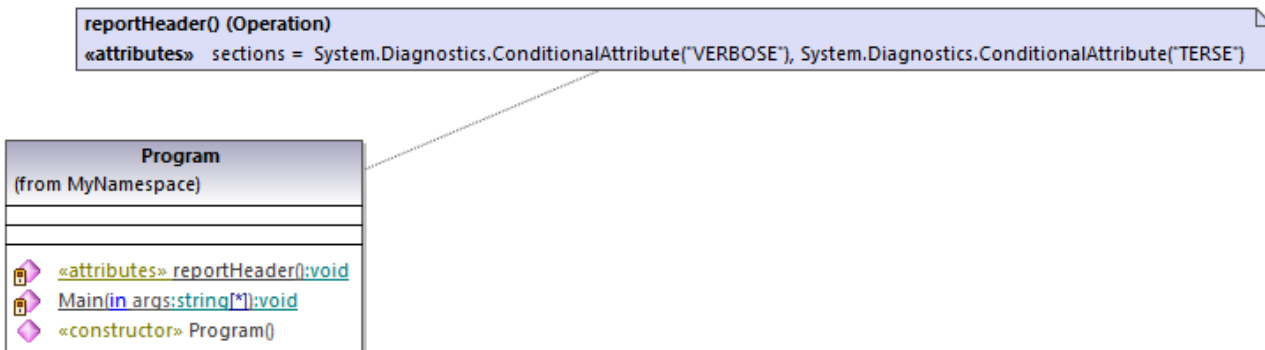 reportHeader() (Operation)
«attributes» sections = System.Diagnostics.ConditionalAttribute("VERBOSE"), System.Diagnostics.ConditionalAttribute("TERSE")
Program
(from MyNamespace)
«attributes» reportHeader():void
Main(in args:string[*]):void
«constructor» Program()